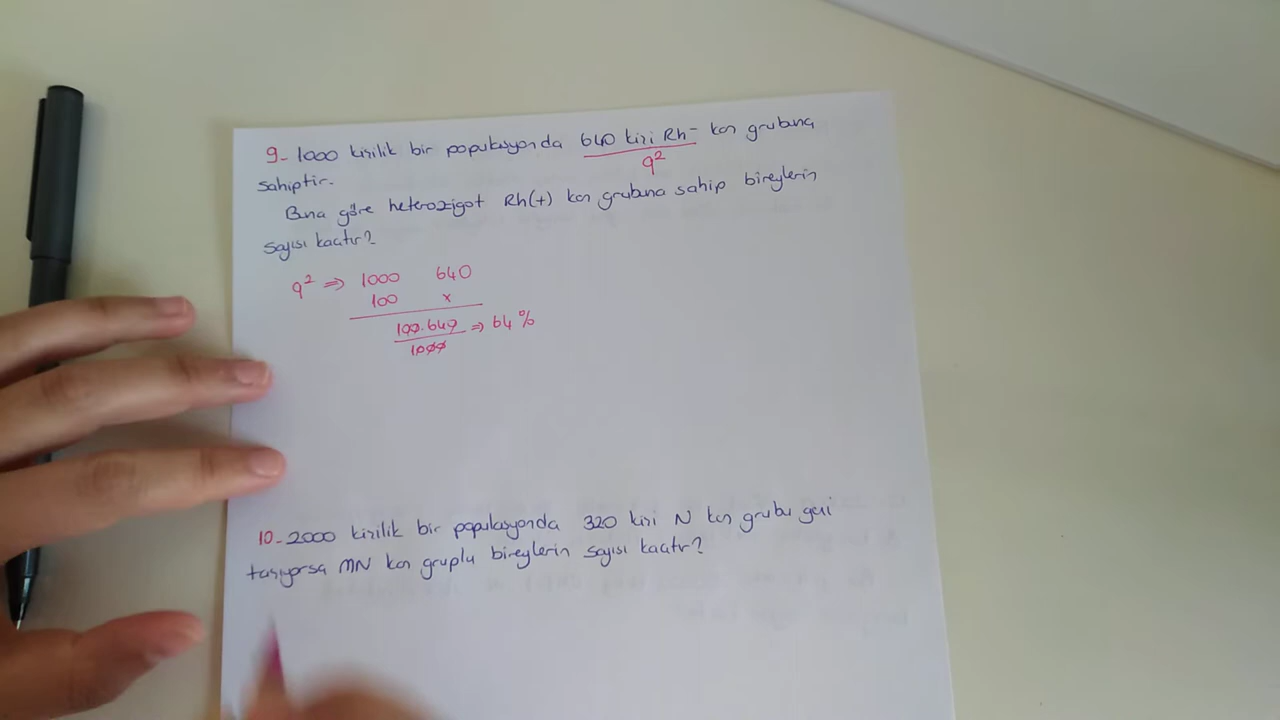 9- 1000 kişilik bir populasyonda 640 kişi Rh⁻ kan grubuna
q²
sahiptir.
Buna göre heterozigot Rh(+) kan grubuna sahip bireylerin
sayısı kaçtır?
q² ⇒ 1000 640
100 x
100.640 ⇒ 64 %
1000
10- 2000 kişilik bir populasyonda 320 kişi N kan grubu geni
taşıyorsa MN kan gruplu bireylerin sayısı kaçtır?